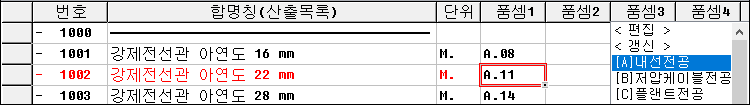 번호 합명칭(산출목록) 단위 품셈1 품셈2 품셈3 품셈4
- 1000 < 편집 >
- 1001 강제전선관 아연도 16 mm M. A.08 < 갱신 >
- 1002 강제전선관 아연도 22 mm M. A.11 [A]내선전공
[B]저압케이블전공
- 1003 강제전선관 아연도 28 mm M. A.14 [C]플랜트전공